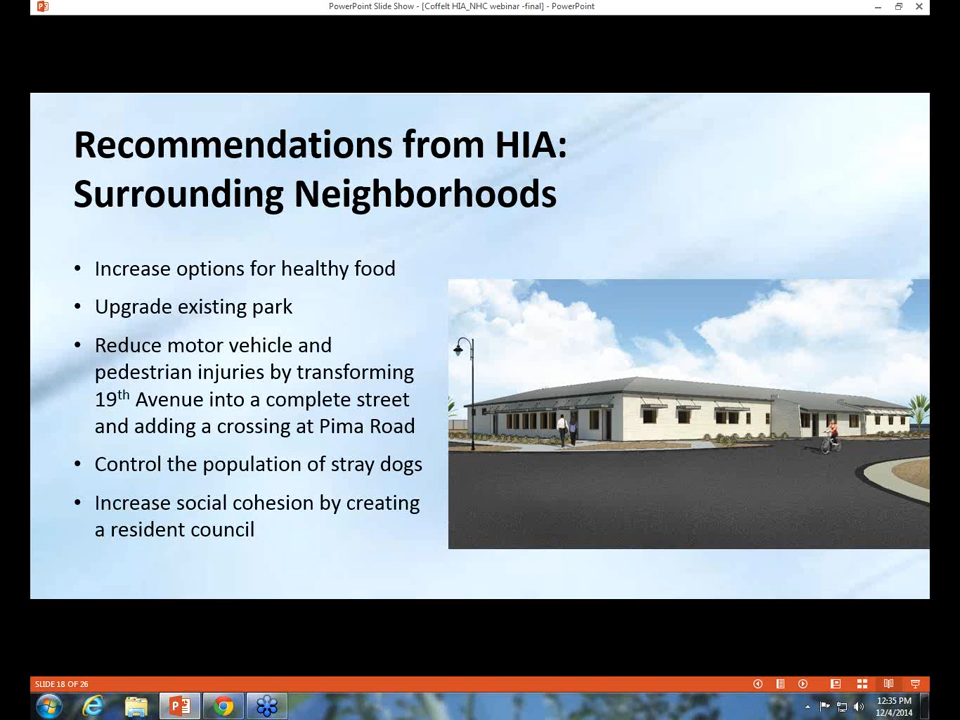 PowerPoint Slide Show - [Coffelt HIA_NHC webinar -final] - PowerPoint
Recommendations from HIA:
Surrounding Neighborhoods
• Increase options for healthy food
• Upgrade existing park
• Reduce motor vehicle and
pedestrian injuries by transforming
19th Avenue into a complete street
and adding a crossing at Pima Road
• Control the population of stray dogs
• Increase social cohesion by creating
a resident council
SLIDE 18 OF 26
12:35 PM
12/4/2014